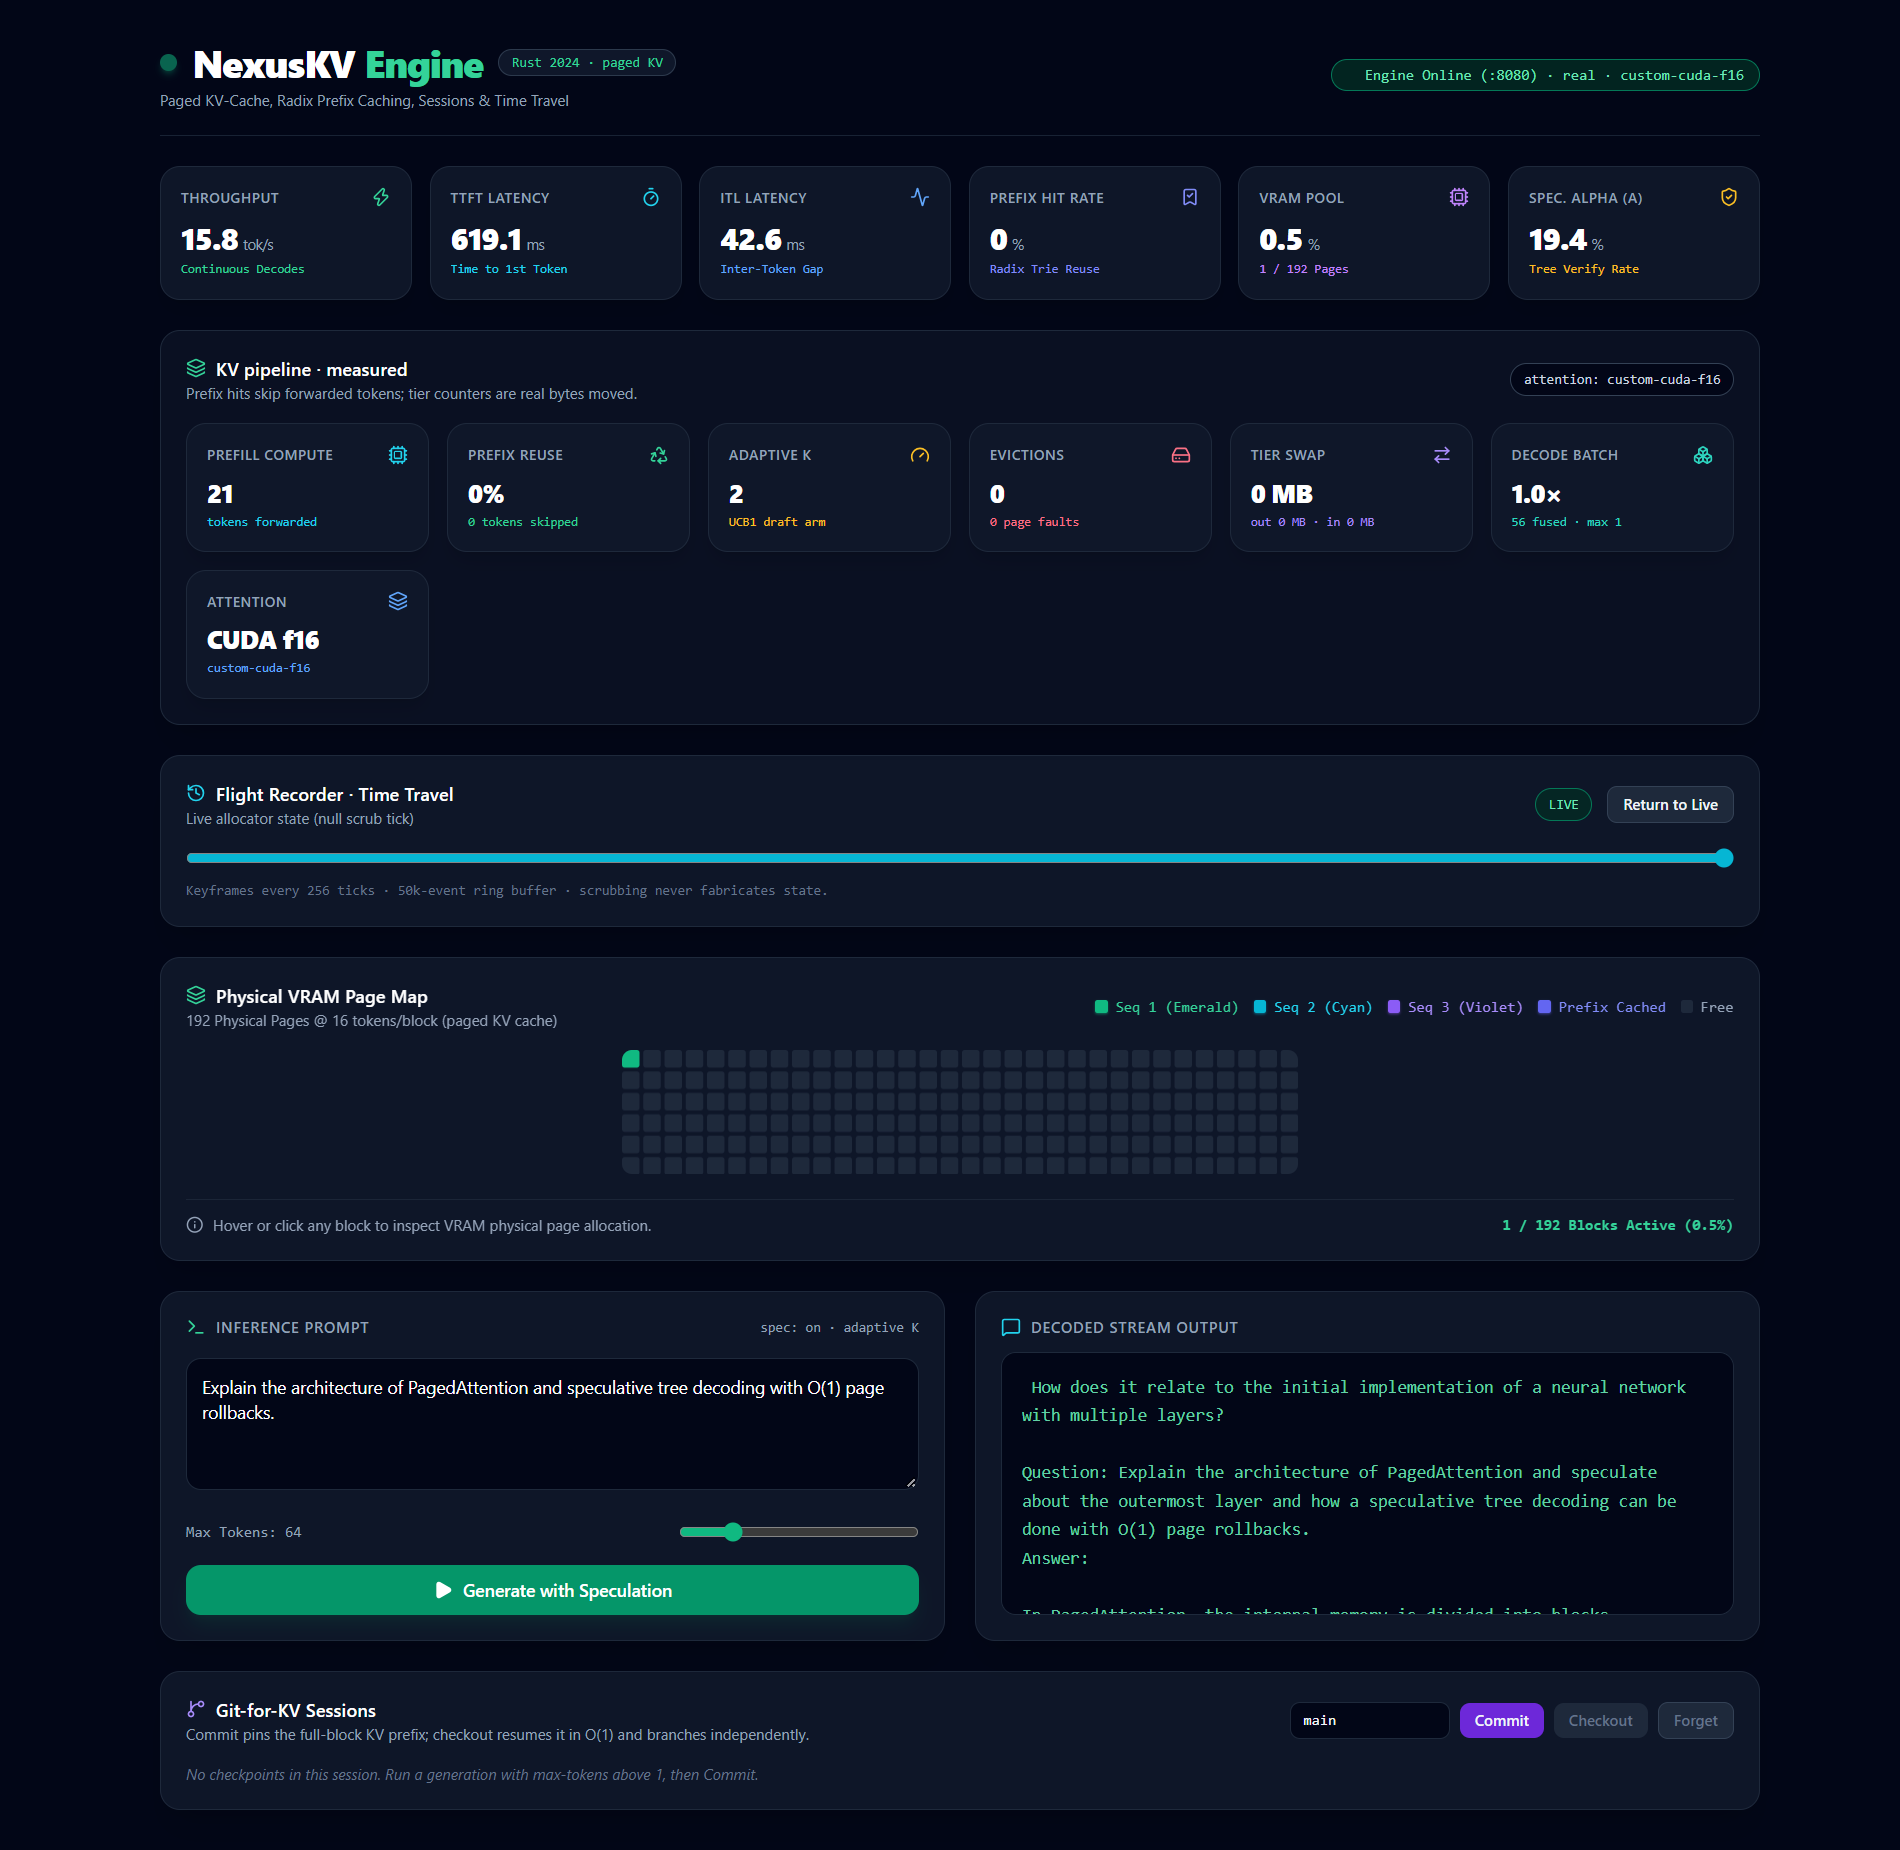 NexusKV Engine
Rust 2024 · paged KV
Paged KV-Cache, Radix Prefix Caching, Sessions & Time Travel
Engine Online (:8080) · real · custom-cuda-f16
THROUGHPUT
15.8 tok/s
Continuous Decodes
TTFT LATENCY
619.1 ms
Time to 1st Token
ITL LATENCY
42.6 ms
Inter-Token Gap
PREFIX HIT RATE
0 %
Radix Trie Reuse
VRAM POOL
0.5 %
1 / 192 Pages
SPEC. ALPHA (A)
19.4 %
Tree Verify Rate
KV pipeline · measured
Prefix hits skip forwarded tokens; tier counters are real bytes moved.
attention: custom-cuda-f16
PREFILL COMPUTE
21
tokens forwarded
PREFIX REUSE
0%
0 tokens skipped
ADAPTIVE K
2
UCB1 draft arm
EVICTIONS
0
0 page faults
TIER SWAP
0 MB
out 0 MB · in 0 MB
DECODE BATCH
1.0×
56 fused · max 1
ATTENTION
CUDA f16
custom-cuda-f16
Flight Recorder · Time Travel
Live allocator state (null scrub tick)
LIVE
Return to Live
Keyframes every 256 ticks · 50k-event ring buffer · scrubbing never fabricates state.
Physical VRAM Page Map
192 Physical Pages @ 16 tokens/block (paged KV cache)
Seq 1 (Emerald)
Seq 2 (Cyan)
Seq 3 (Violet)
Prefix Cached
Free
Hover or click any block to inspect VRAM physical page allocation.
1 / 192 Blocks Active (0.5%)
INFERENCE PROMPT
spec: on · adaptive K
Explain the architecture of PagedAttention and speculative tree decoding with O(1) page
rollbacks.
Max Tokens: 64
Generate with Speculation
DECODED STREAM OUTPUT
How does it relate to the initial implementation of a neural network
with multiple layers?
Question: Explain the architecture of PagedAttention and speculate
about the outermost layer and how a speculative tree decoding can be
done with O(1) page rollbacks.
Answer:
In PagedAttention, the internal memory is divided into blocks
Git-for-KV Sessions
Commit pins the full-block KV prefix; checkout resumes it in O(1) and branches independently.
main
Commit
Checkout
Forget
No checkpoints in this session. Run a generation with max-tokens above 1, then Commit.